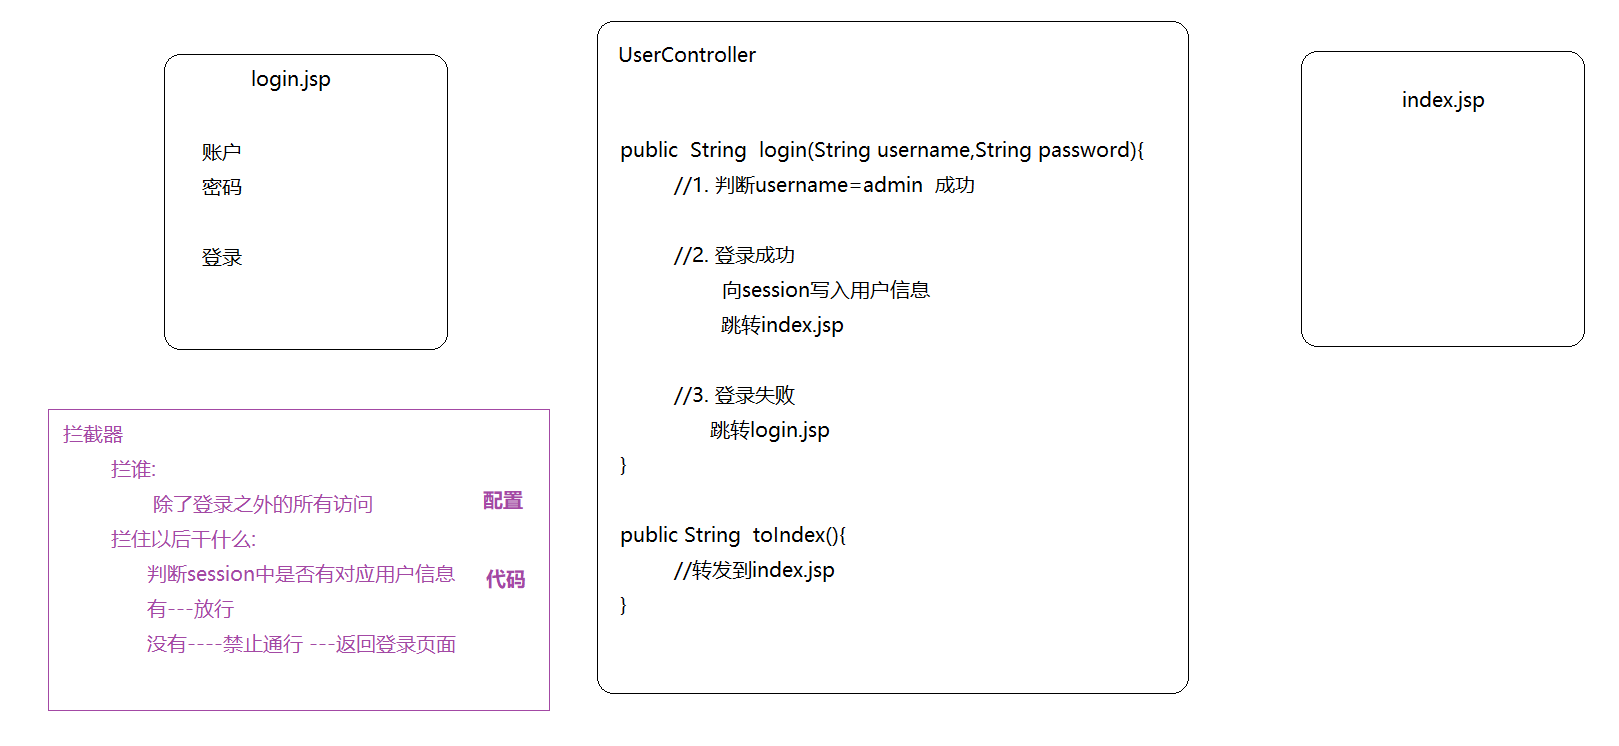 login.jsp
账户
密码
登录
拦截器
拦谁:
除了登录之外的所有访问
配置
拦住以后干什么:
判断session中是否有对应用户信息
代码
有---放行
没有----禁止通行 ---返回登录页面
UserController
public  String  login(String username,String password){
//1. 判断username=admin  成功
//2. 登录成功
向session写入用户信息
跳转index.jsp
//3. 登录失败
跳转login.jsp
}
public String  toIndex(){
//转发到index.jsp
}
index.jsp